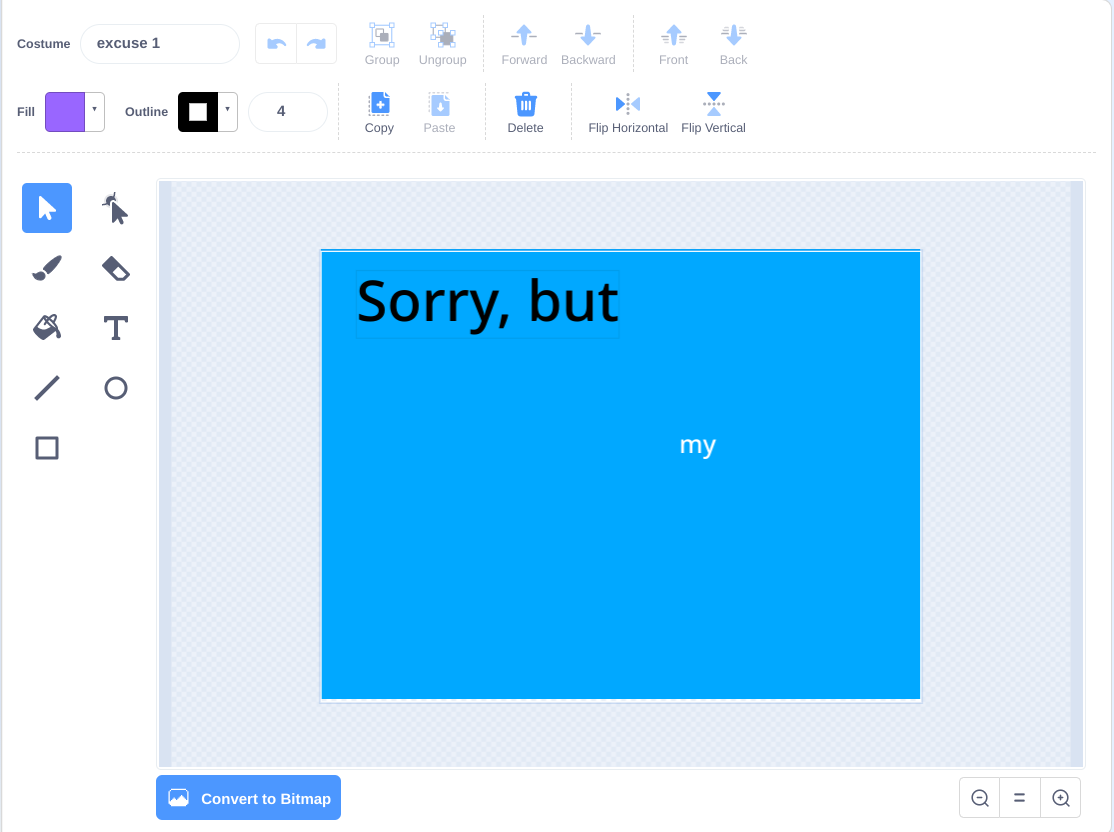 Costume excuse 1 Group Ungroup Forward Backward Front Back
Fill Outline 4 Copy Paste Delete Flip Horizontal Flip Vertical
Sorry, but
my
Convert to Bitmap